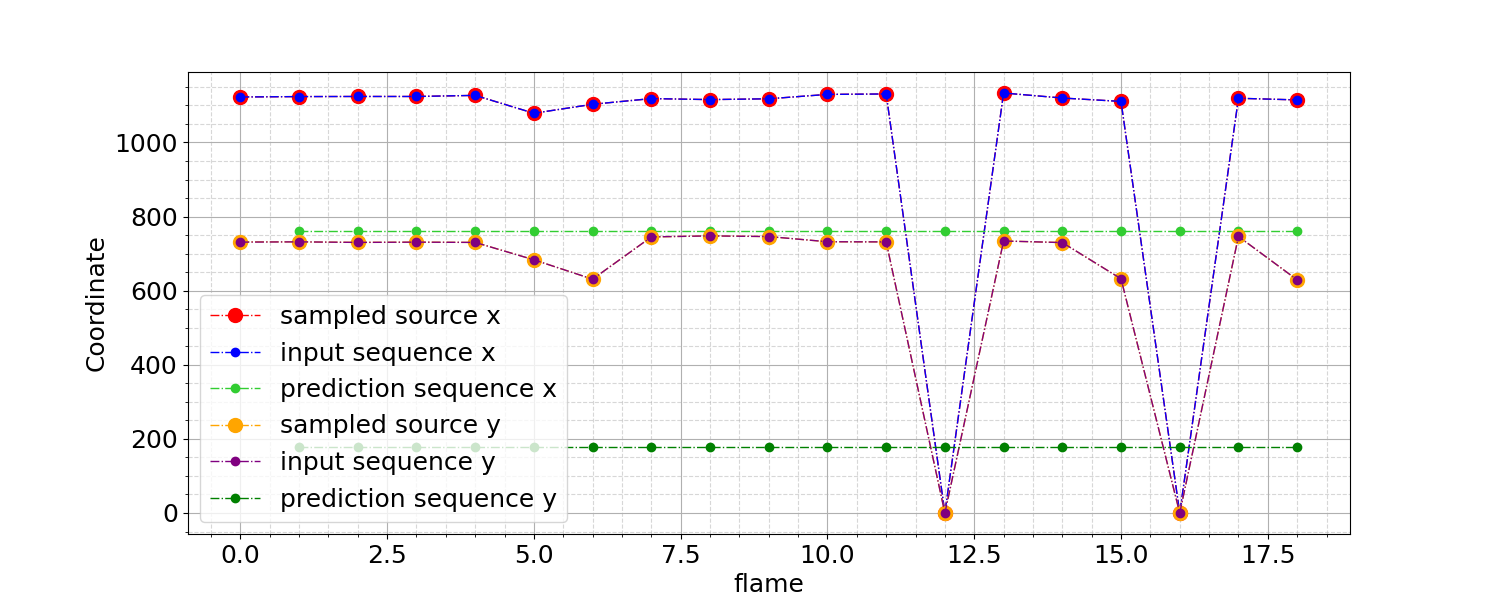 1000
800
600
400
200
0
Coordinate
sampled source x
input sequence x
prediction sequence x
sampled source y
input sequence y
prediction sequence y
0.0 2.5 5.0 7.5 10.0 12.5 15.0 17.5
flame